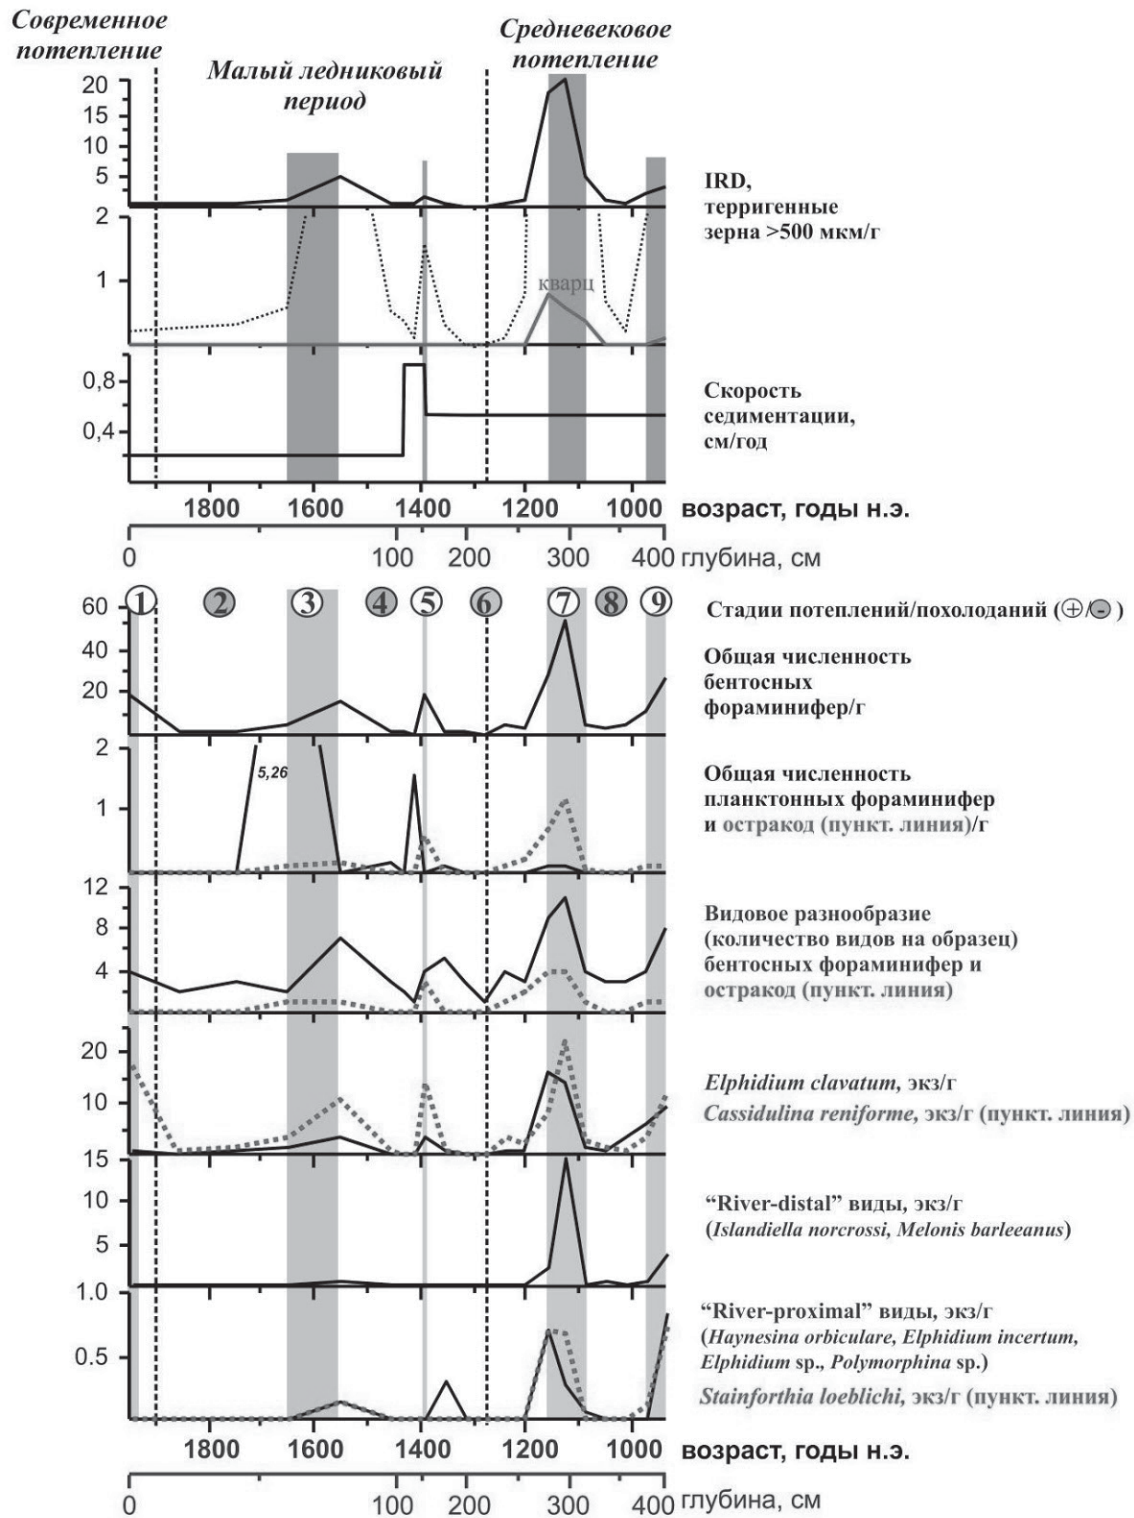 Современное
потепление
Малый ледниковый
период
Средневековое
потепление
20
15
10
5
2
IRD,
терригенные
зерна >500 мкм/г
2
1
кварц
0,8
0,4
Скорость
седиментации,
см/год
1800 1600 1400 1200 1000 возраст, годы н.э.
0 100 200 300 400 глубина, см
1 2 3 4 5 6 7 8 9
Стадии потеплений/похолоданий (+/-)
60
40
20
Общая численность
бентосных
фораминифер/г
2
1
5,26
Общая численность
планктонных фораминифер
и остракод (пункт. линия)/г
12
8
4
Видовое разнообразие
(количество видов на образец)
бентосных фораминифер и
остракод (пункт. линия)
20
10
Elphidium clavatum, экз/г
Cassidulina reniforme, экз/г (пункт. линия)
15
10
5
“River-distal” виды, экз/г
(Islandiella norcrossi, Melonis barleeanus)
1.0
0.5
“River-proximal” виды, экз/г
(Haynesina orbiculare, Elphidium incertum,
Elphidium sp., Polymorphina sp.)
Stainforthia loeblichi, экз/г (пункт. линия)
1800 1600 1400 1200 1000 возраст, годы н.э.
0 100 200 300 400 глубина, см